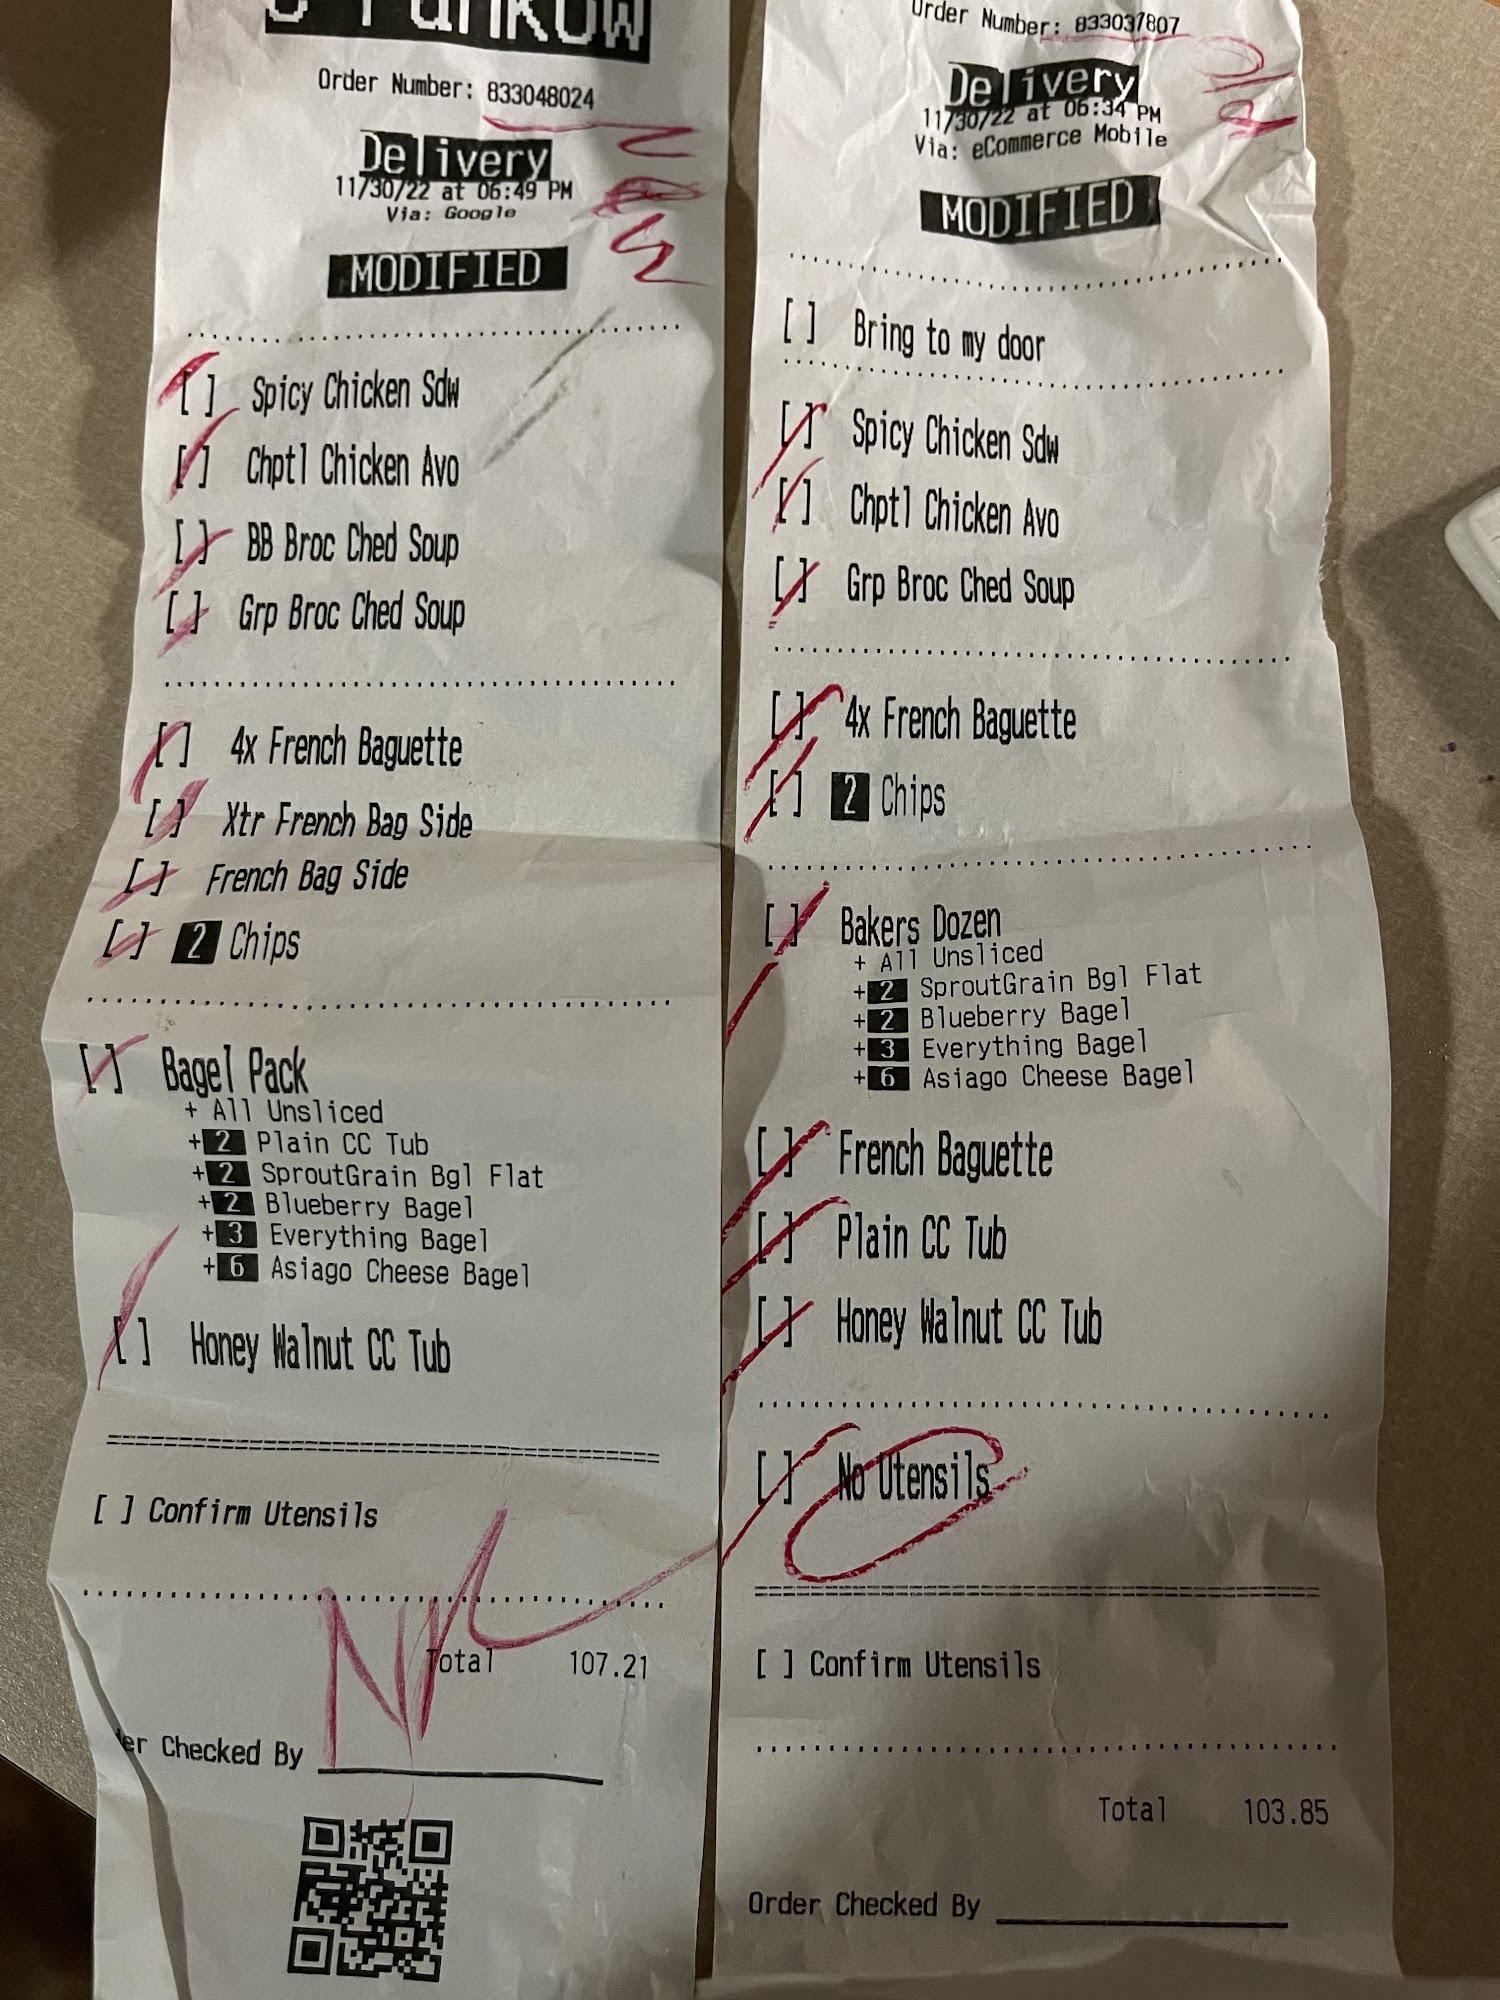 Order Number: 833048024
Delivery
11/30/22 at 06:49 PM
Via: Google
MODIFIED
[ ] Spicy Chicken Sdw
[ ] Chptl Chicken Avo
[ ] BB Broc Ched Soup
[ ] Grp Broc Ched Soup
[ ] 4x French Baguette
[ ] Xtr French Bag Side
[ ] French Bag Side
[ ] 2 Chips
[ ] Bagel Pack
+ All Unsliced
+ 2 Plain CC Tub
+ 2 SproutGrain Bgl Flat
+ 2 Blueberry Bagel
+ 3 Everything Bagel
+ 6 Asiago Cheese Bagel
[ ] Honey Walnut CC Tub
[ ] Confirm Utensils
Total 107.21
er Checked By
Order Number: 833037807
Delivery
11/30/22 at 06:34 PM
Via: eCommerce Mobile
MODIFIED
[ ] Bring to my door
[ ] Spicy Chicken Sdw
[ ] Chptl Chicken Avo
[ ] Grp Broc Ched Soup
[ ] 4x French Baguette
[ ] 2 Chips
[ ] Bakers Dozen
+ All Unsliced
+ 2 SproutGrain Bgl Flat
+ 2 Blueberry Bagel
+ 3 Everything Bagel
+ 6 Asiago Cheese Bagel
[ ] French Baguette
[ ] Plain CC Tub
[ ] Honey Walnut CC Tub
[ ] No Utensils
[ ] Confirm Utensils
Total 103.85
Order Checked By